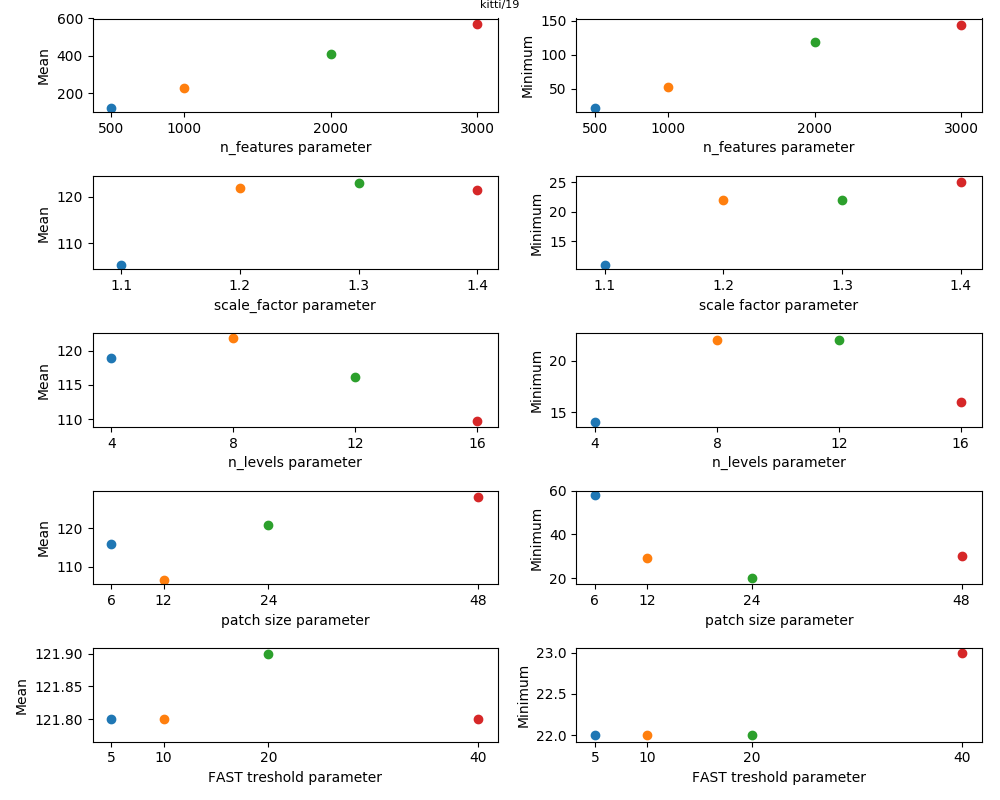 kitti/19
600
400
200
Mean
500 1000 2000 3000
n_features parameter
150
100
50
Minimum
500 1000 2000 3000
n_features parameter
120
110
Mean
1.1 1.2 1.3 1.4
scale_factor parameter
25
20
15
Minimum
1.1 1.2 1.3 1.4
scale factor parameter
120
115
110
Mean
4 8 12 16
n_levels parameter
20
15
Minimum
4 8 12 16
n_levels parameter
120
110
Mean
6 12 24 48
patch size parameter
60
40
20
Minimum
6 12 24 48
patch size parameter
121.90
121.85
121.80
Mean
5 10 20 40
FAST treshold parameter
23.0
22.5
22.0
Minimum
5 10 20 40
FAST treshold parameter